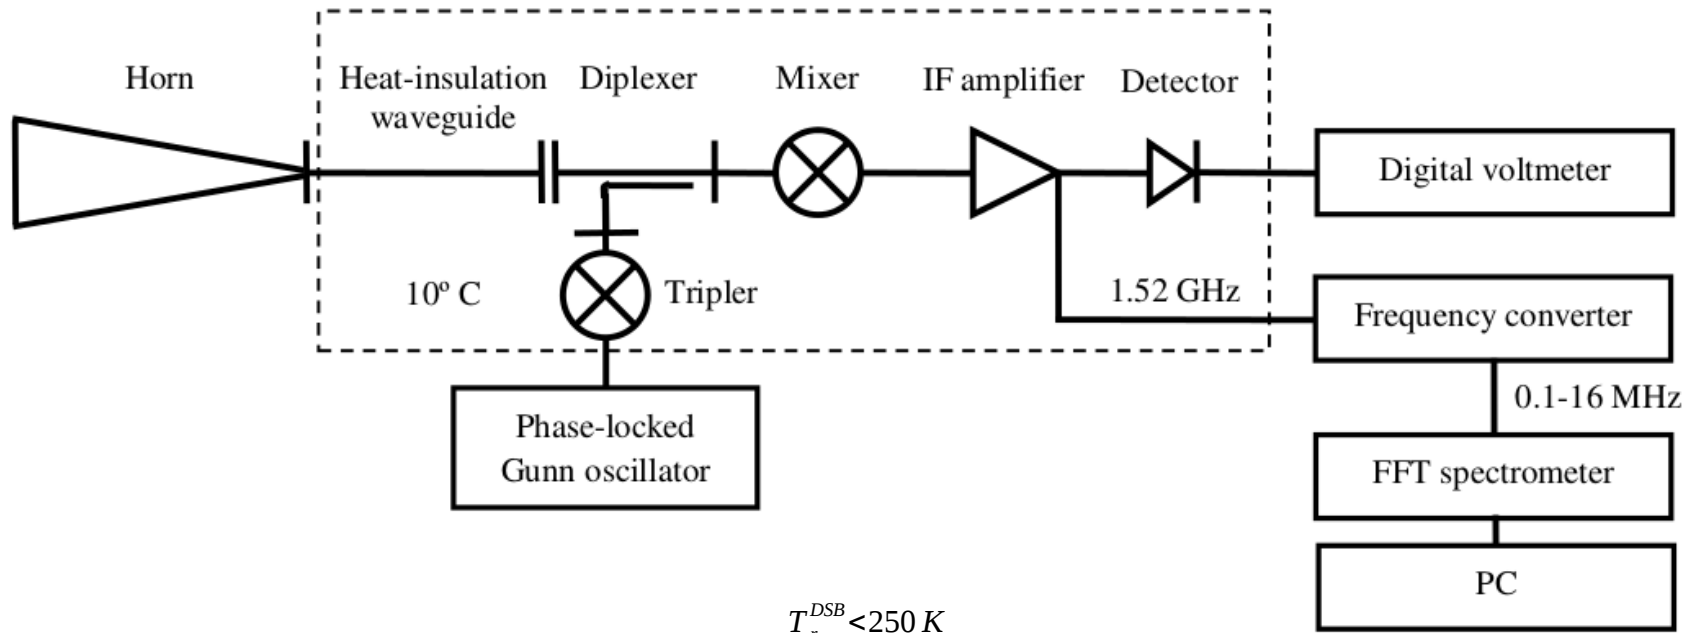 Horn
Heat-insulation
waveguide
Diplexer
Mixer
IF amplifier
Detector
Digital voltmeter
10º C
Tripler
1.52 GHz
Frequency converter
0.1-16 MHz
Phase-locked
Gunn oscillator
FFT spectrometer
PC
T_r^{DSB}<250 K